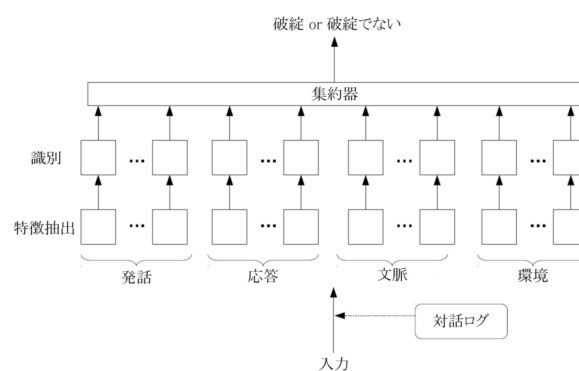 破綻 or 破綻でない
集約器
識別
... ... ... ...
特徴抽出
... ... ... ...
発話 応答 文脈 環境
対話ログ
入力